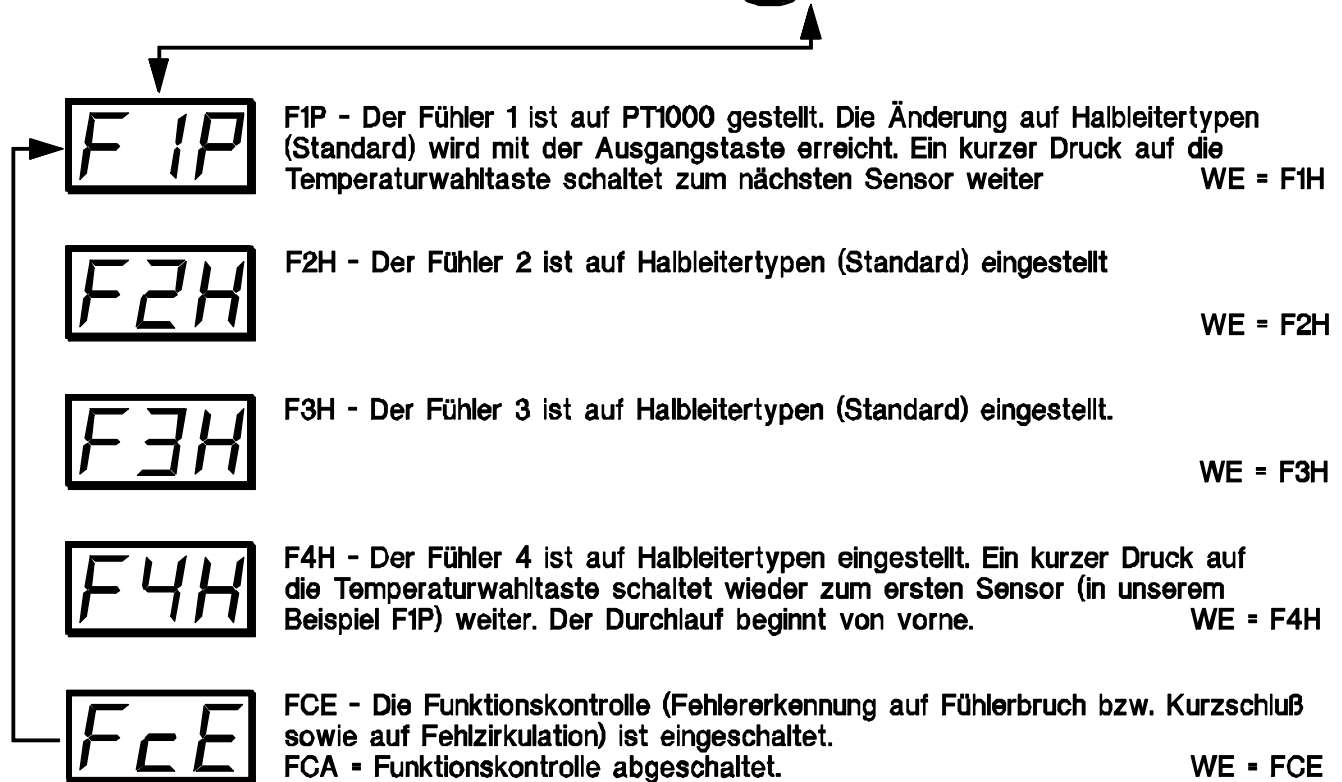 F1P
F1P - Der Fühler 1 ist auf PT1000 gestellt. Die Änderung auf Halbleitertypen
(Standard) wird mit der Ausgangstaste erreicht. Ein kurzer Druck auf die
Temperaturwahltaste schaltet zum nächsten Sensor weiter WE = F1H
F2H
F2H - Der Fühler 2 ist auf Halbleitertypen (Standard) eingestellt
WE = F2H
F3H
F3H - Der Fühler 3 ist auf Halbleitertypen (Standard) eingestellt.
WE = F3H
F4H
F4H - Der Fühler 4 ist auf Halbleitertypen eingestellt. Ein kurzer Druck auf
die Temperaturwahltaste schaltet wieder zum ersten Sensor (in unserem
Beispiel F1P) weiter. Der Durchlauf beginnt von vorne. WE = F4H
FcE
FCE - Die Funktionskontrolle (Fehlererkennung auf Fühlerbruch bzw. Kurzschluß
sowie auf Fehlzirkulation) ist eingeschaltet.
FCA = Funktionskontrolle abgeschaltet. WE = FCE